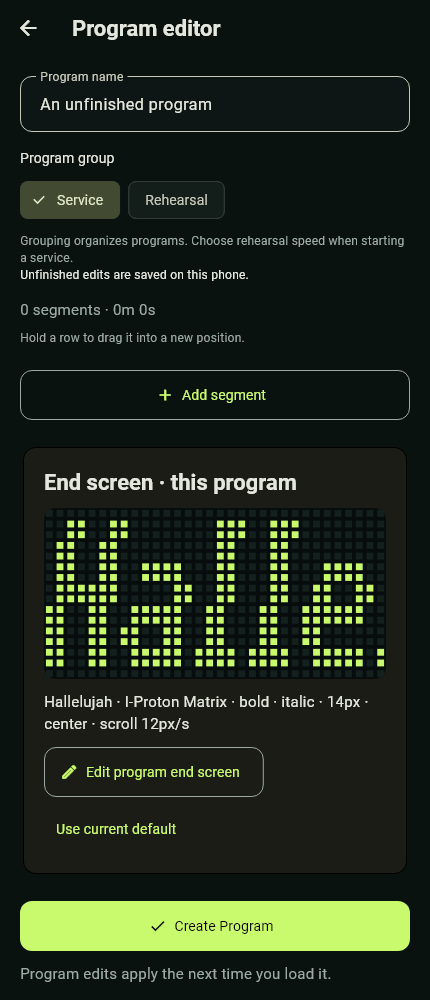 Program editor
Program name
An unfinished program
Program group
Service
Rehearsal
Grouping organizes programs. Choose rehearsal speed when starting
a service.
Unfinished edits are saved on this phone.
0 segments · 0m 0s
Hold a row to drag it into a new position.
Add segment
End screen · this program
Halle
Hallelujah · I-Proton Matrix · bold · italic · 14px ·
center · scroll 12px/s
Edit program end screen
Use current default
Create Program
Program edits apply the next time you load it.